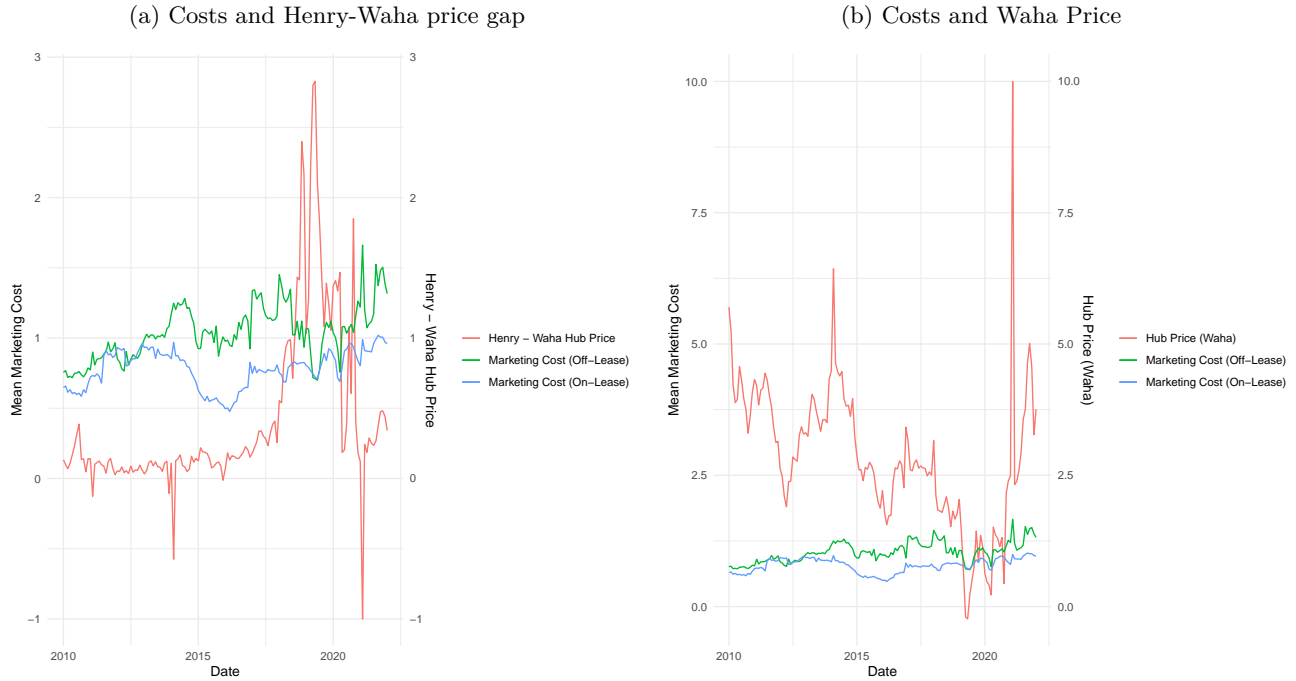 (a) Costs and Henry-Waha price gap
3
2
1
0
−1
3
2
1
0
−1
Mean Marketing Cost
Henry − Waha Hub Price
2010
2015
2020
Date
Henry − Waha Hub Price
Marketing Cost (Off−Lease)
Marketing Cost (On−Lease)
(b) Costs and Waha Price
10.0
7.5
5.0
2.5
0.0
10.0
7.5
5.0
2.5
0.0
Mean Marketing Cost
Hub Price (Waha)
2010
2015
2020
Date
Hub Price (Waha)
Marketing Cost (Off−Lease)
Marketing Cost (On−Lease)